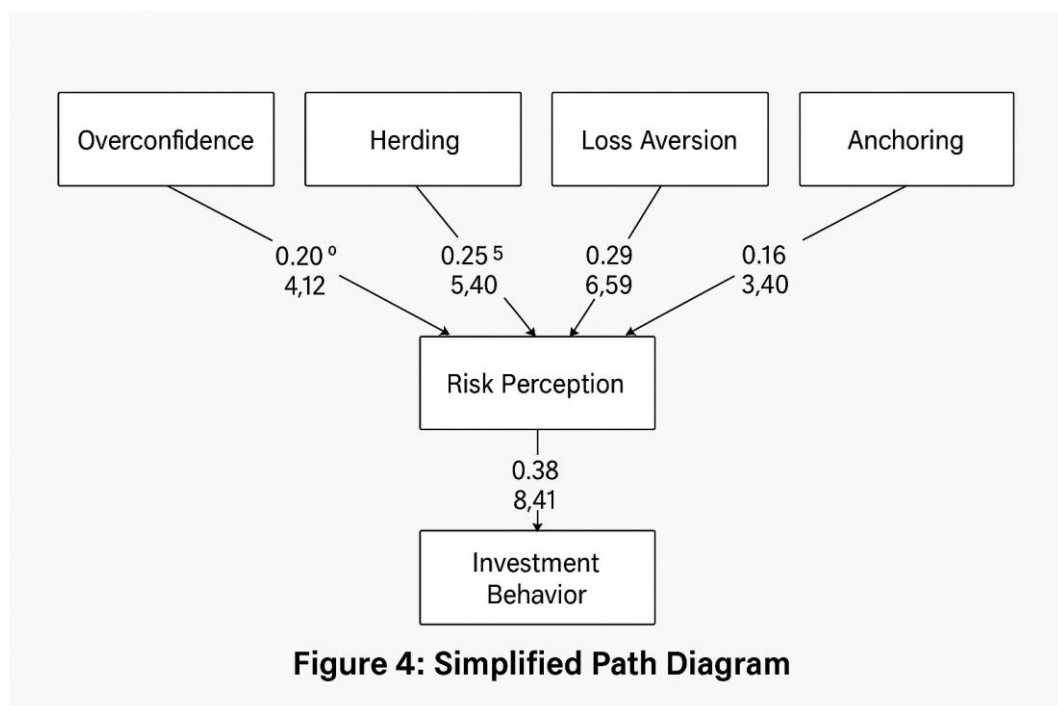 Overconfidence
Herding
Loss Aversion
Anchoring
0.20 º
4,12
0.25 5
5,40
0.29
6,59
0.16
3,40
Risk Perception
0.38
8,41
Investment
Behavior
Figure 4: Simplified Path Diagram